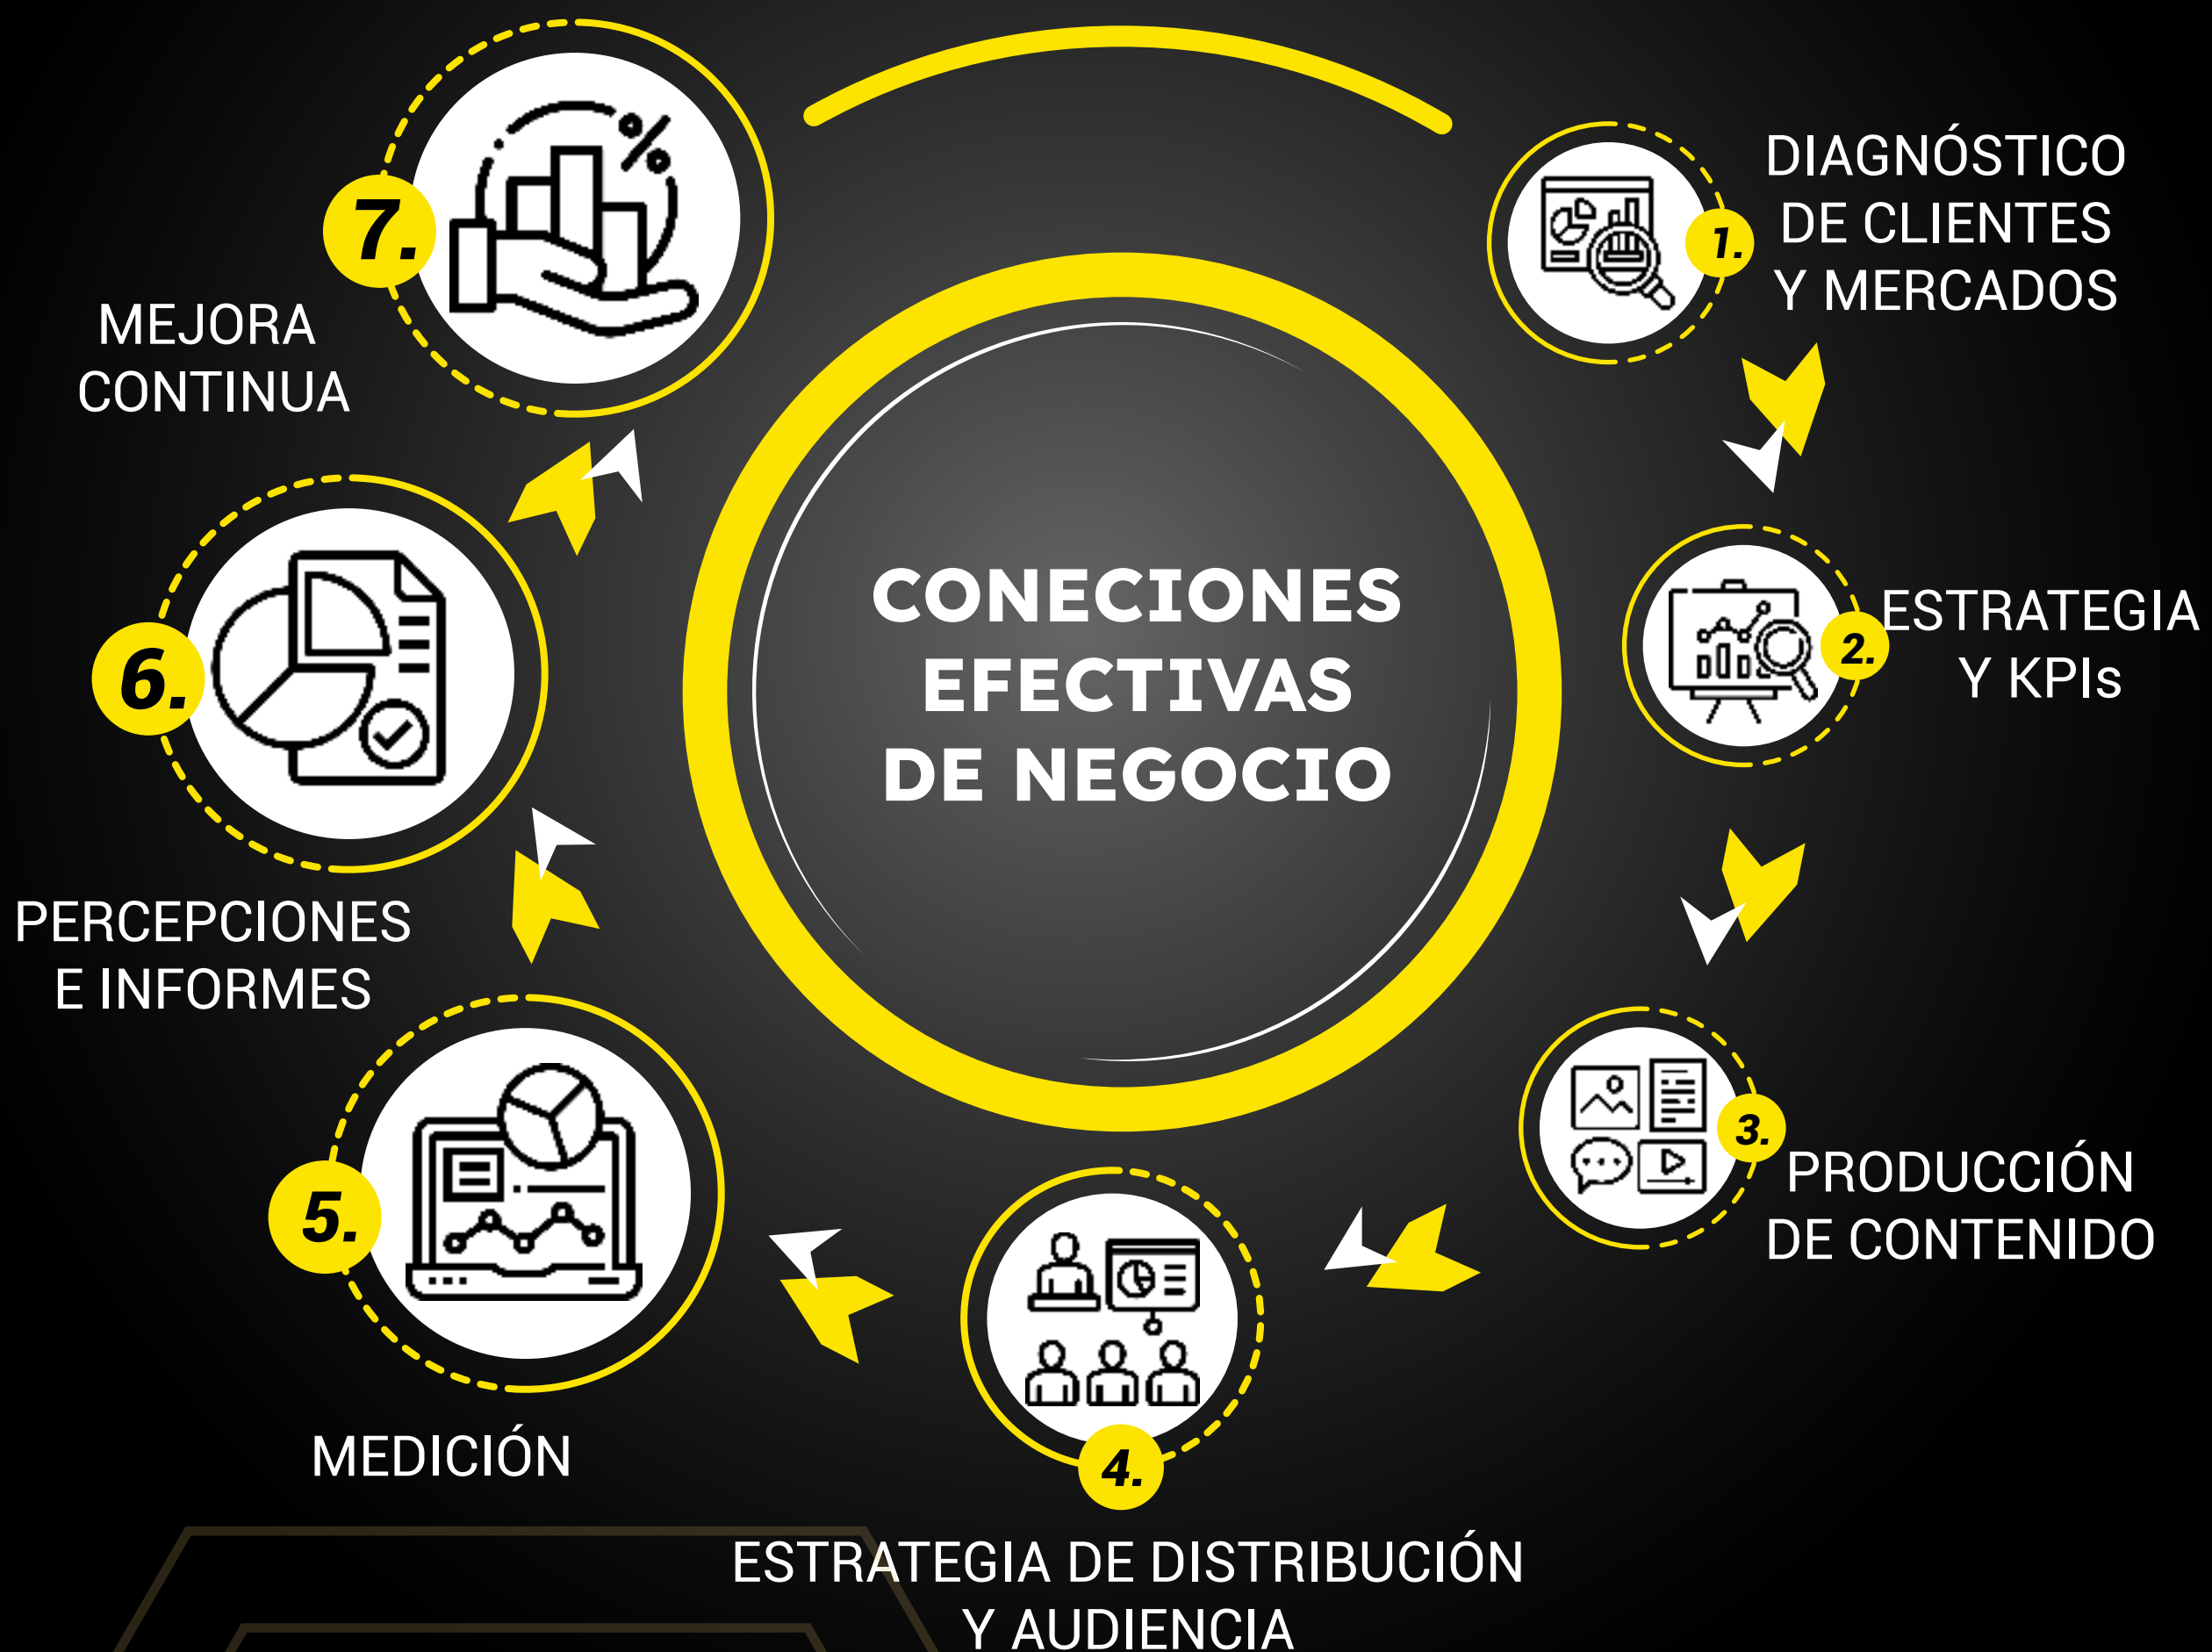 CONECIONES
EFECTIVAS
DE NEGOCIO
1.
DIAGNÓSTICO
DE CLIENTES
Y MERCADOS
2.
ESTRATEGIA
Y KPIs
3.
PRODUCCIÓN
DE CONTENIDO
4.
ESTRATEGIA DE DISTRIBUCIÓN
Y AUDIENCIA
5.
MEDICIÓN
6.
PERCEPCIONES
E INFORMES
7.
MEJORA
CONTINUA
%